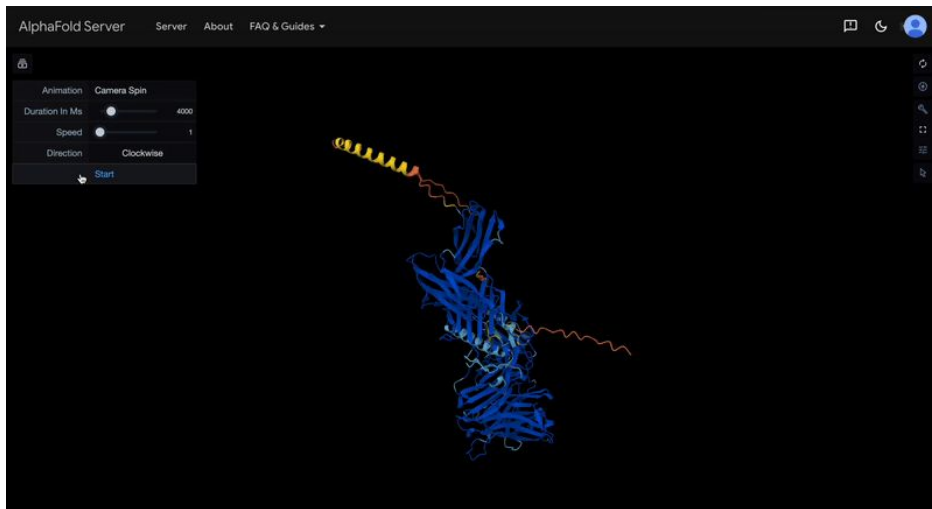 AlphaFold Server Server About FAQ & Guides
Animation Camera Spin
Duration In Ms 4000
Speed 1
Direction Clockwise
Start